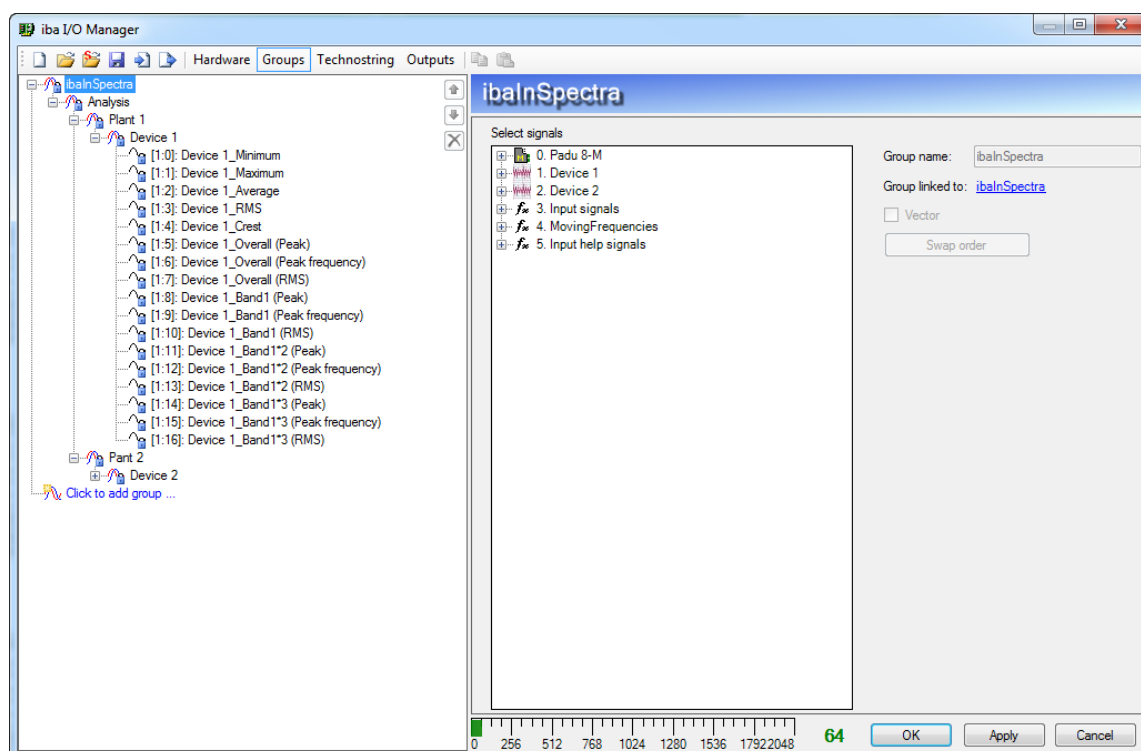 iba I/O Manager
Hardware Groups Technostring Outputs
ibaInSpectra
Analysis
Plant 1
Device 1
[1:0]: Device 1_Minimum
[1:1]: Device 1_Maximum
[1:2]: Device 1_Average
[1:3]: Device 1_RMS
[1:4]: Device 1_Crest
[1:5]: Device 1_Overall (Peak)
[1:6]: Device 1_Overall (Peak frequency)
[1:7]: Device 1_Overall (RMS)
[1:8]: Device 1_Band1 (Peak)
[1:9]: Device 1_Band1 (Peak frequency)
[1:10]: Device 1_Band1 (RMS)
[1:11]: Device 1_Band1*2 (Peak)
[1:12]: Device 1_Band1*2 (Peak frequency)
[1:13]: Device 1_Band1*2 (RMS)
[1:14]: Device 1_Band1*3 (Peak)
[1:15]: Device 1_Band1*3 (Peak frequency)
[1:16]: Device 1_Band1*3 (RMS)
Pant 2
Device 2
Click to add group ...
ibaInSpectra
Select signals
0. Padu 8-M
1. Device 1
2. Device 2
fx 3. Input signals
fx 4. MovingFrequencies
fx 5. Input help signals
Group name: ibaInSpectra
Group linked to: ibaInSpectra
Vector
Swap order
0 256 512 768 1024 1280 1536 1792 2048
64
OK Apply Cancel